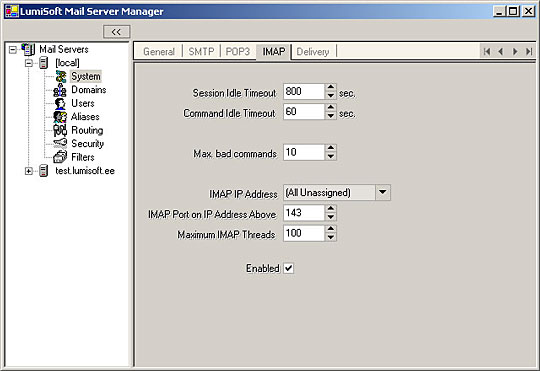 LumiSoft Mail Server Manager
<<
Mail Servers
[local]
System
Domains
Users
Aliases
Routing
Security
Filters
test.lumisoft.ee
General SMTP POP3 IMAP Delivery
Session Idle Timeout 800 sec.
Command Idle Timeout 60 sec.
Max. bad commands 10
IMAP IP Address (All Unassigned)
IMAP Port on IP Address Above 143
Maximum IMAP Threads 100
Enabled